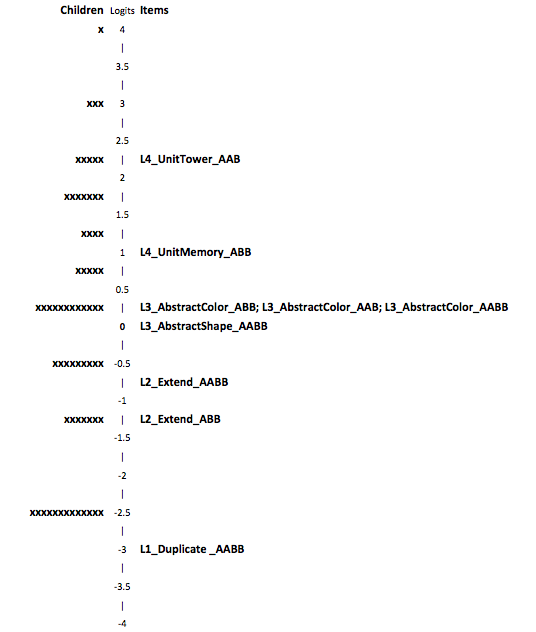 Children Logits Items
x 4
|
3.5
|
xxx 3
|
2.5
xxxxx | L4_UnitTower_AAB
2
xxxxxxx |
1.5
xxxx |
1 L4_UnitMemory_ABB
xxxxx |
0.5
xxxxxxxxxxxx | L3_AbstractColor_ABB; L3_AbstractColor_AAB; L3_AbstractColor_AABB
0 L3_AbstractShape_AABB
|
xxxxxxxxx -0.5
| L2_Extend_AABB
-1
xxxxxxx | L2_Extend_ABB
-1.5
|
-2
|
xxxxxxxxxxxxx -2.5
|
-3 L1_Duplicate _AABB
|
-3.5
|
-4